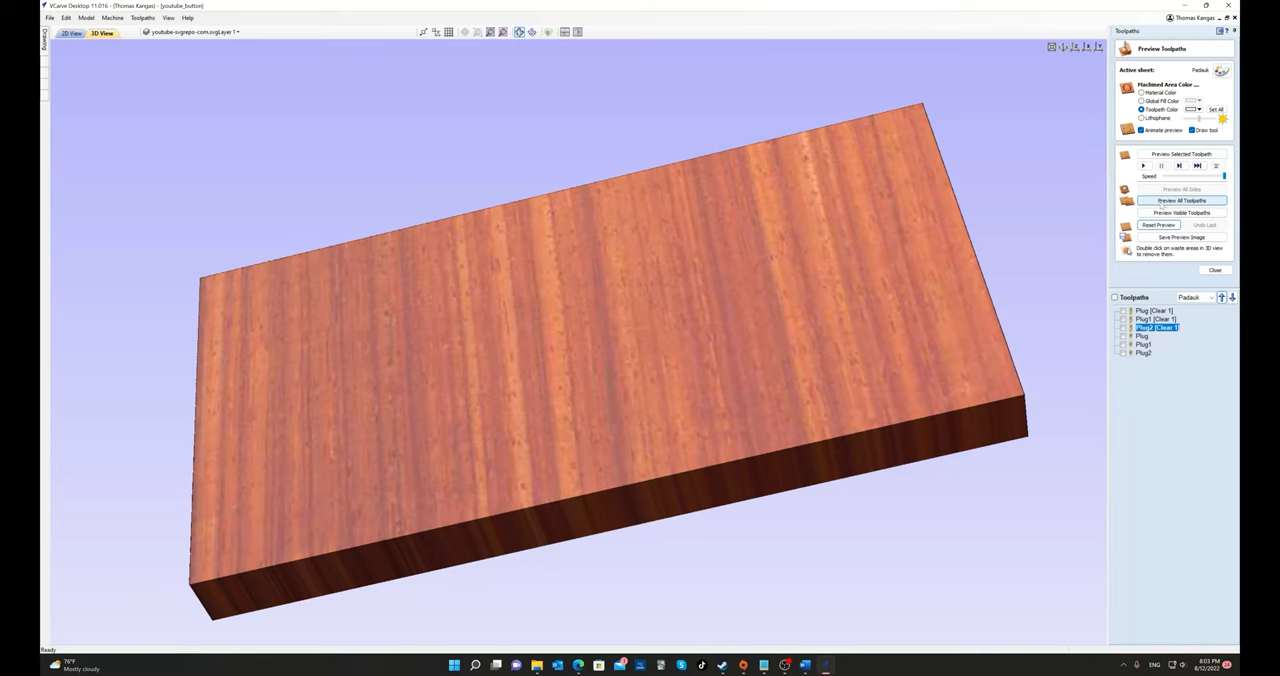 VCarve Desktop 11.016 - {Thomas Kangas} - [youtube_button]
File Edit Model Machine Toolpaths View Help
Thomas Kangas
2D View 3D View youtube-svgrepo-com.svgLayer 1
Drawing
Toolpaths
Preview Toolpaths
Active sheet: Padauk
Machined Area Color ...
Material Color
Global Fill Color
Toolpath Color Set All
Lithophane
Animate preview Draw tool
Preview Selected Toolpath
Speed
Preview All Sides
Preview All Toolpaths
Preview Visible Toolpaths
Reset Preview Undo Last
Save Preview Image
Double click on waste areas in 3D view
to remove them.
Close
Toolpaths Padauk
Plug [Clear 1]
Plug1 [Clear 1]
Plug2 [Clear 1]
Plug
Plug1
Plug2
Ready
76°F
Mostly cloudy
ENG
8:03 PM
8/12/2022